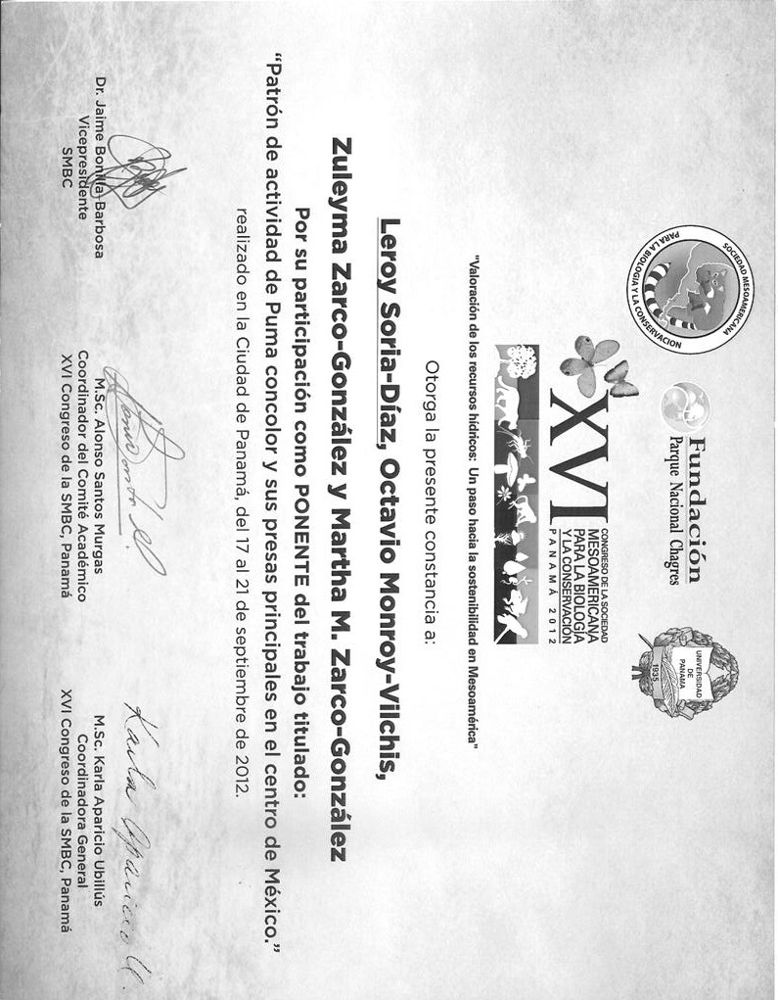 SOCIEDAD MESOAMERICANA
PARA LA BIOLOGIA Y LA CONSERVACION
Fundación
Parque Nacional Chagres
UNIVERSIDAD
DE
PANAMA
1935
XVI
CONGRESO DE LA SOCIEDAD
MESOAMERICANA
PARA LA BIOLOGÍA
Y LA CONSERVACIÓN
PANAMÁ 2012
"Valoración de los recursos hídricos: Un paso hacia la sostenibilidad en Mesoamérica"
Otorga la presente constancia a:
Leroy Soria-Díaz, Octavio Monroy-Vilchis,
Zuleyma Zarco-González y Martha M. Zarco-González
Por su participación como PONENTE del trabajo titulado:
“Patrón de actividad de Puma concolor y sus presas principales en el centro de México.”
realizado en la Ciudad de Panamá, del 17 al 21 de septiembre de 2012.
Dr. Jaime Bonilla Barbosa
Vicepresidente
SMBC
M.Sc. Alonso Santos Murgas
Coordinador del Comité Académico
XVI Congreso de la SMBC, Panamá
Karla Aparicio U.
M.Sc. Karla Aparicio Ubillús
Coordinadora General
XVI Congreso de la SMBC, Panamá